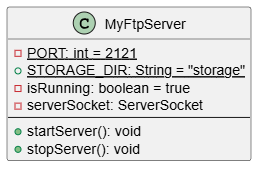 C MyFtpServer
PORT: int = 2121
STORAGE_DIR: String = "storage"
isRunning: boolean = true
serverSocket: ServerSocket
startServer(): void
stopServer(): void